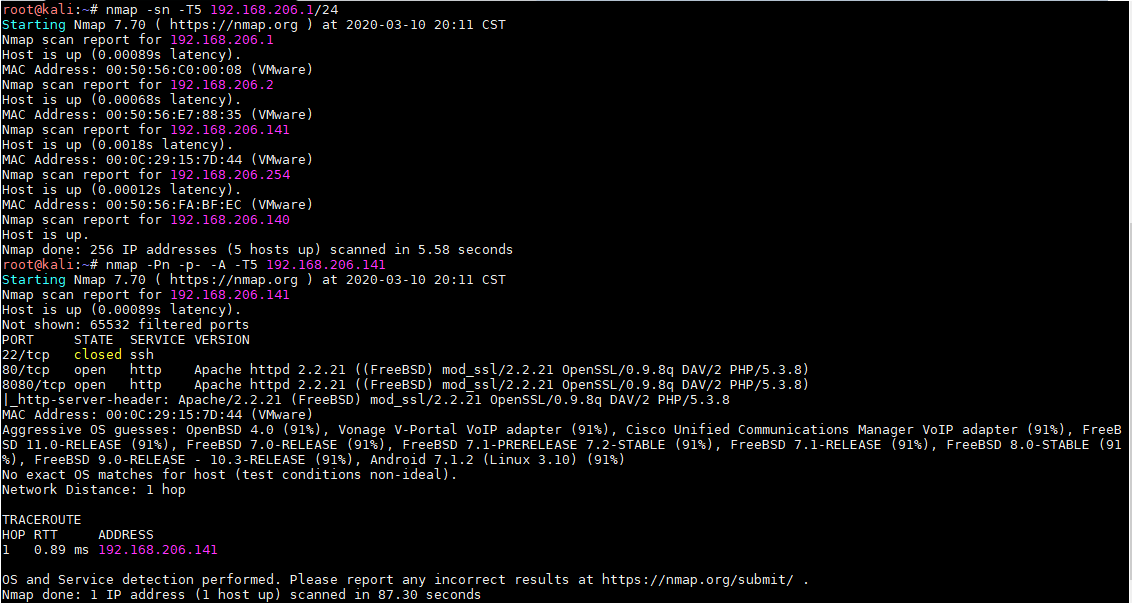 root@kali:~# nmap -sn -T5 192.168.206.1/24
Starting Nmap 7.70 ( https://nmap.org ) at 2020-03-10 20:11 CST
Nmap scan report for 192.168.206.1
Host is up (0.00089s latency).
MAC Address: 00:50:56:C0:00:08 (VMware)
Nmap scan report for 192.168.206.2
Host is up (0.00068s latency).
MAC Address: 00:50:56:E7:88:35 (VMware)
Nmap scan report for 192.168.206.141
Host is up (0.0018s latency).
MAC Address: 00:0C:29:15:7D:44 (VMware)
Nmap scan report for 192.168.206.254
Host is up (0.00012s latency).
MAC Address: 00:50:56:FA:BF:EC (VMware)
Nmap scan report for 192.168.206.140
Host is up.
Nmap done: 256 IP addresses (5 hosts up) scanned in 5.58 seconds
root@kali:~# nmap -Pn -p- -A -T5 192.168.206.141
Starting Nmap 7.70 ( https://nmap.org ) at 2020-03-10 20:11 CST
Nmap scan report for 192.168.206.141
Host is up (0.00089s latency).
Not shown: 65532 filtered ports
PORT     STATE  SERVICE VERSION
22/tcp   closed ssh
80/tcp   open   http    Apache httpd 2.2.21 ((FreeBSD) mod_ssl/2.2.21 OpenSSL/0.9.8q DAV/2 PHP/5.3.8)
8080/tcp open   http    Apache httpd 2.2.21 ((FreeBSD) mod_ssl/2.2.21 OpenSSL/0.9.8q DAV/2 PHP/5.3.8)
|_http-server-header: Apache/2.2.21 (FreeBSD) mod_ssl/2.2.21 OpenSSL/0.9.8q DAV/2 PHP/5.3.8
MAC Address: 00:0C:29:15:7D:44 (VMware)
Aggressive OS guesses: OpenBSD 4.0 (91%), Vonage V-Portal VoIP adapter (91%), Cisco Unified Communications Manager VoIP adapter (91%), FreeB
SD 11.0-RELEASE (91%), FreeBSD 7.0-RELEASE (91%), FreeBSD 7.1-PRERELEASE 7.2-STABLE (91%), FreeBSD 7.1-RELEASE (91%), FreeBSD 8.0-STABLE (91
%), FreeBSD 9.0-RELEASE - 10.3-RELEASE (91%), Android 7.1.2 (Linux 3.10) (91%)
No exact OS matches for host (test conditions non-ideal).
Network Distance: 1 hop
TRACEROUTE
HOP RTT     ADDRESS
1   0.89 ms 192.168.206.141
OS and Service detection performed. Please report any incorrect results at https://nmap.org/submit/ .
Nmap done: 1 IP address (1 host up) scanned in 87.30 seconds